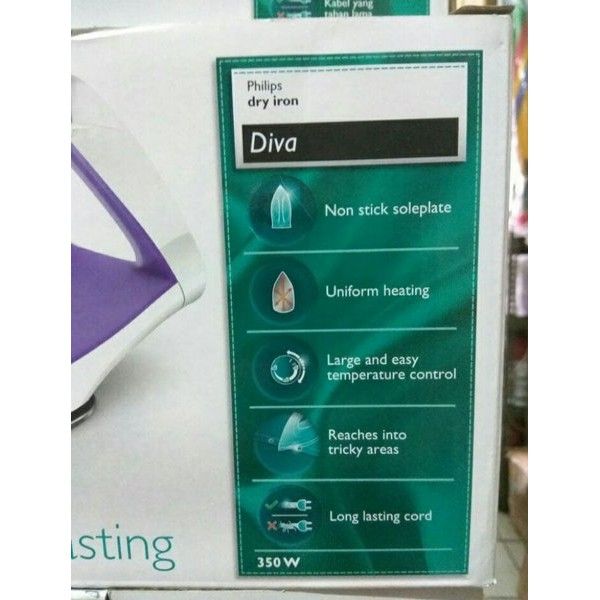 Kabel yang
tahan lama
Philips
dry iron
Diva
Non stick soleplate
Uniform heating
Large and easy
temperature control
Reaches into
tricky areas
Long lasting cord
asting
350 W